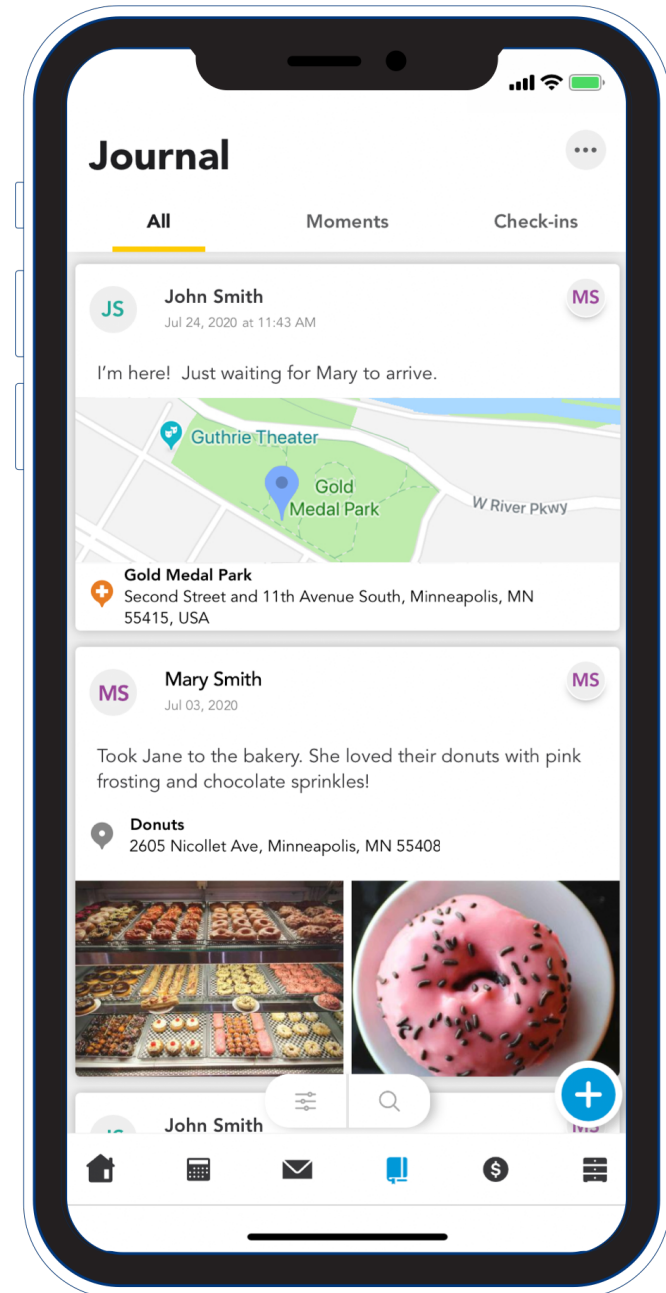 Journal
All
Moments
Check-ins
JS
John Smith
MS
Jul 24, 2020 at 11:43 AM
I'm here!  Just waiting for Mary to arrive.
Guthrie Theater
Gold
Medal Park
W River Pkwy
Gold Medal Park
Second Street and 11th Avenue South, Minneapolis, MN
55415, USA
MS
Mary Smith
MS
Jul 03, 2020
Took Jane to the bakery. She loved their donuts with pink
frosting and chocolate sprinkles!
Donuts
2605 Nicollet Ave, Minneapolis, MN 55408
JS
John Smith
MS